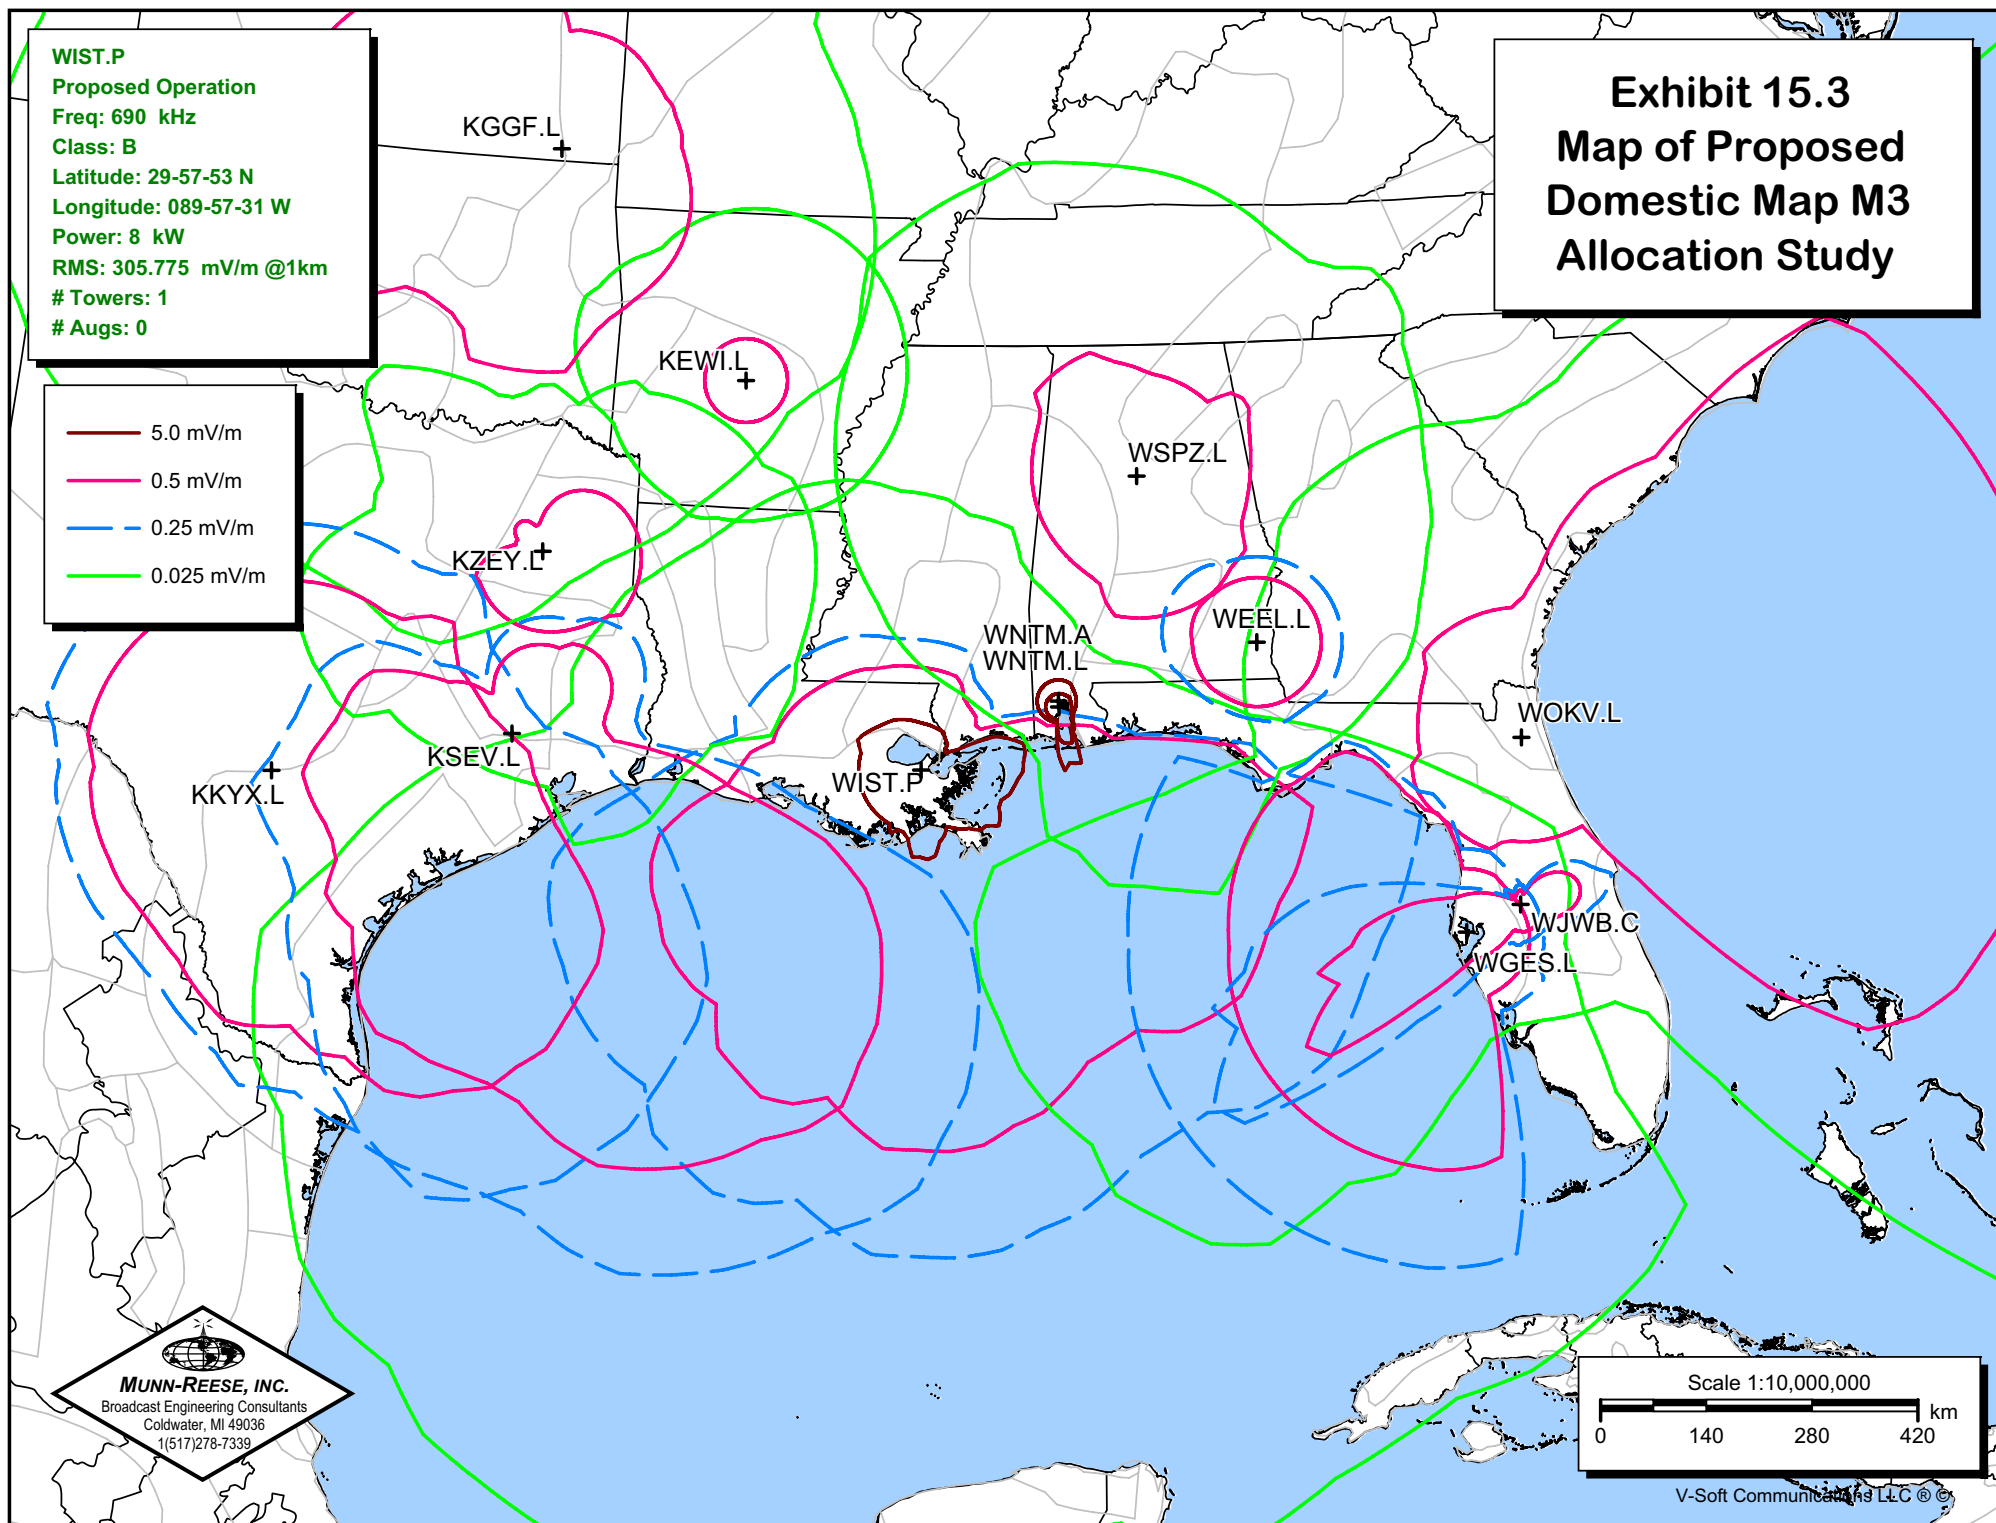 WIST.P
Proposed Operation
Freq: 690 kHz
Class: B
Latitude: 29-57-53 N
Longitude: 089-57-31 W
Power: 8 kW
RMS: 305.775 mV/m @1km
# Towers: 1
# Augs: 0
Exhibit 15.3
Map of Proposed
Domestic Map M3
Allocation Study
5.0 mV/m
0.5 mV/m
0.25 mV/m
0.025 mV/m
KGGF.L
KEWI.L
WSPZ.L
KZEY.L
WEEL.L
WNTM.A
WNTM.L
WOKV.L
KSEV.L
WIST.P
KKYX.L
WJWB.C
WGES.L
MUNN-REESE, INC.
Broadcast Engineering Consultants
Coldwater, MI 49036
1(517)278-7339
Scale 1:10,000,000
km
0 140 280 420
V-Soft Communications LLC ® ©